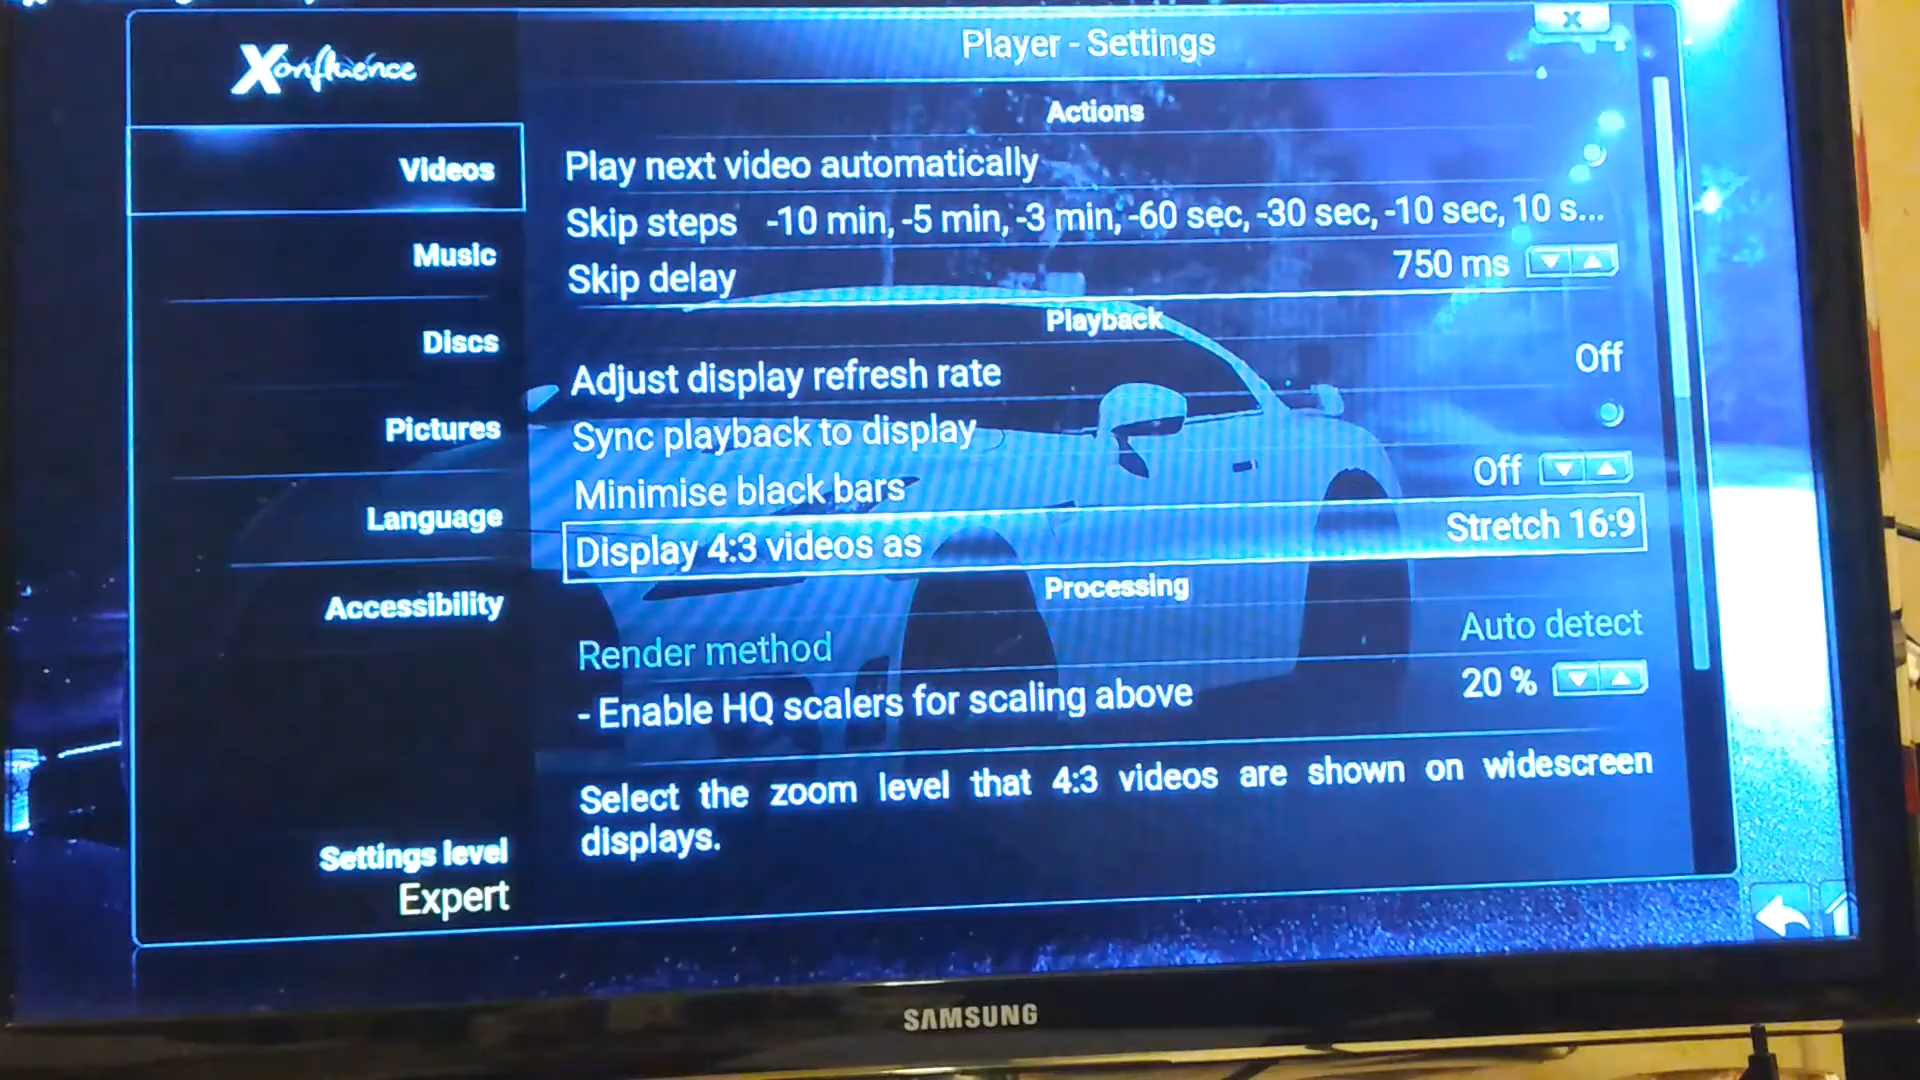 Xonfluence
Player - Settings
x
Actions
Videos
Play next video automatically
Skip steps -10 min, -5 min, -3 min, -60 sec, -30 sec, -10 sec, 10 s...
Music
Skip delay 750 ms
Playback
Discs
Adjust display refresh rate Off
Pictures
Sync playback to display
Minimise black bars Off
Language
Display 4:3 videos as Stretch 16:9
Processing
Accessibility
Render method Auto detect
- Enable HQ scalers for scaling above 20 %
Select the zoom level that 4:3 videos are shown on widescreen
displays.
Settings level
Expert
SAMSUNG